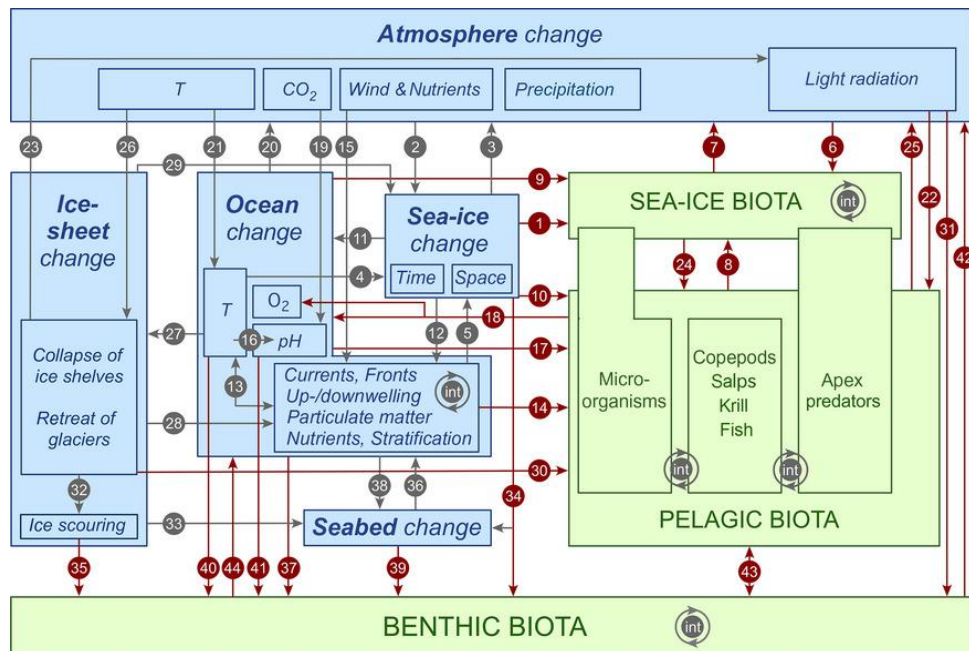 Atmosphere change
T
CO2
Wind & Nutrients
Precipitation
Light radiation
23
26
21
20
19
15
2
3
7
6
25
22
31
42
29
9
Ice-
sheet
change
Ocean
change
Sea-ice
change
Time
Space
1
11
4
10
SEA-ICE BIOTA
int
24
8
T
O2
16
pH
18
12
5
27
17
13
14
28
Collapse of
ice shelves
Retreat of
glaciers
Currents, Fronts
Up-/downwelling
Particulate matter
Nutrients, Stratification
int
Micro-
organisms
Copepods
Salps
Krill
Fish
Apex
predators
int
int
PELAGIC BIOTA
30
32
38
36
34
Ice scouring
33
Seabed change
35
40
44
41
37
39
43
BENTHIC BIOTA
int